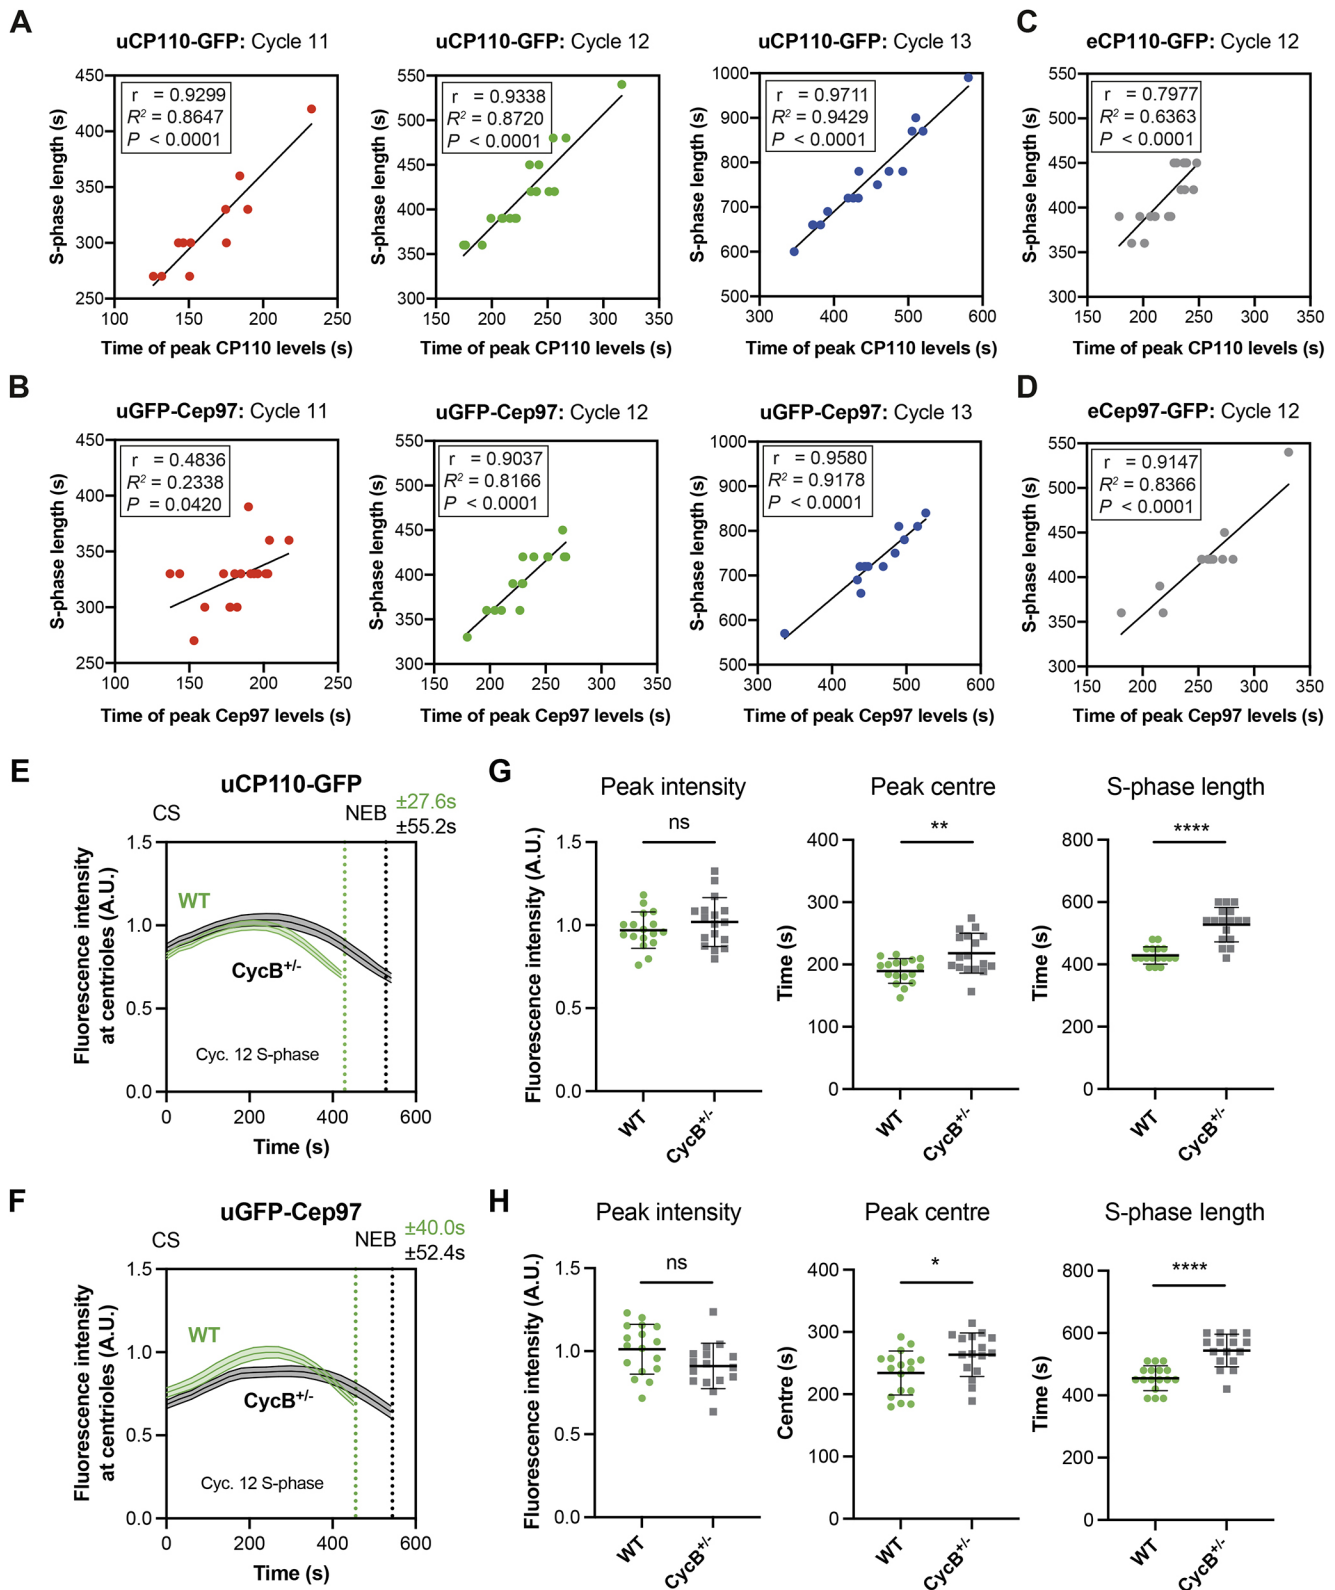 A
uCP110-GFP: Cycle 11
S-phase length (s)
450
400
350
300
250
r = 0.9299
R² = 0.8647
P < 0.0001
100 150 200 250
Time of peak CP110 levels (s)
uCP110-GFP: Cycle 12
S-phase length (s)
550
500
450
400
350
300
r = 0.9338
R² = 0.8720
P < 0.0001
150 200 250 300 350
Time of peak CP110 levels (s)
uCP110-GFP: Cycle 13
S-phase length (s)
1000
900
800
700
600
500
r = 0.9711
R² = 0.9429
P < 0.0001
300 400 500 600
Time of peak CP110 levels (s)
C
eCP110-GFP: Cycle 12
S-phase length (s)
550
500
450
400
350
300
r = 0.7977
R² = 0.6363
P < 0.0001
150 200 250 300 350
Time of peak CP110 levels (s)
B
uGFP-Cep97: Cycle 11
S-phase length (s)
450
400
350
300
250
r = 0.4836
R² = 0.2338
P = 0.0420
100 150 200 250
Time of peak Cep97 levels (s)
uGFP-Cep97: Cycle 12
S-phase length (s)
550
500
450
400
350
300
r = 0.9037
R² = 0.8166
P < 0.0001
150 200 250 300 350
Time of peak Cep97 levels (s)
uGFP-Cep97: Cycle 13
S-phase length (s)
1000
900
800
700
600
500
r = 0.9580
R² = 0.9178
P < 0.0001
300 400 500 600
Time of peak Cep97 levels (s)
D
eCep97-GFP: Cycle 12
S-phase length (s)
550
500
450
400
350
300
r = 0.9147
R² = 0.8366
P < 0.0001
150 200 250 300 350
Time of peak Cep97 levels (s)
E
uCP110-GFP
CS
NEB
±27.6s
±55.2s
Fluorescence intensity
at centrioles (A.U.)
1.5
1.0
0.5
0.0
WT
CycB+/-
Cyc. 12 S-phase
0 200 400 600
Time (s)
G
Peak intensity
ns
Fluorescence intensity (A.U.)
1.5
1.0
0.5
0.0
WT
CycB+/-
Peak centre
**
Time (s)
400
300
200
100
0
WT
CycB+/-
S-phase length
****
Time (s)
800
600
400
200
0
WT
CycB+/-
F
uGFP-Cep97
CS
NEB
±40.0s
±52.4s
Fluorescence intensity
at centrioles (A.U.)
1.5
1.0
0.5
0.0
WT
CycB+/-
Cyc. 12 S-phase
0 200 400 600
Time (s)
H
Peak intensity
ns
Fluorescence intensity (A.U.)
1.5
1.0
0.5
0.0
WT
CycB+/-
Peak centre
*
Centre (s)
400
300
200
100
0
WT
CycB+/-
S-phase length
****
Time (s)
800
600
400
200
0
WT
CycB+/-